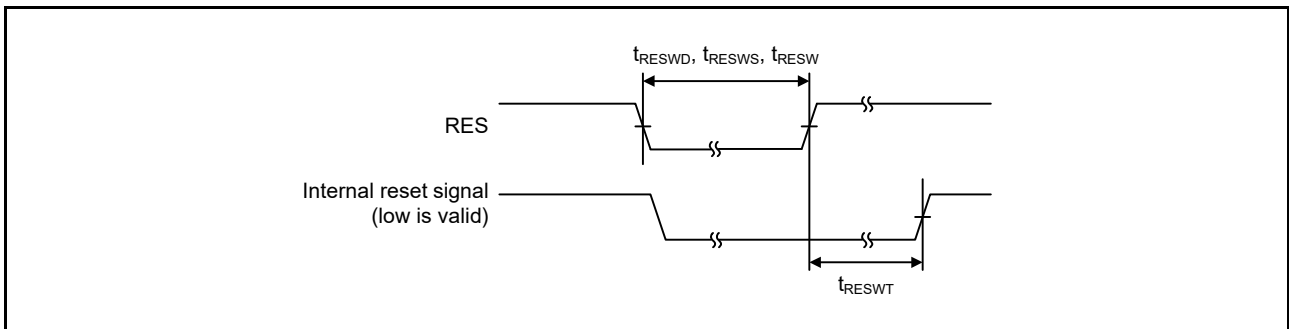 tRESWD, tRESWS, tRESW
RES
Internal reset signal
(low is valid)
tRESWT